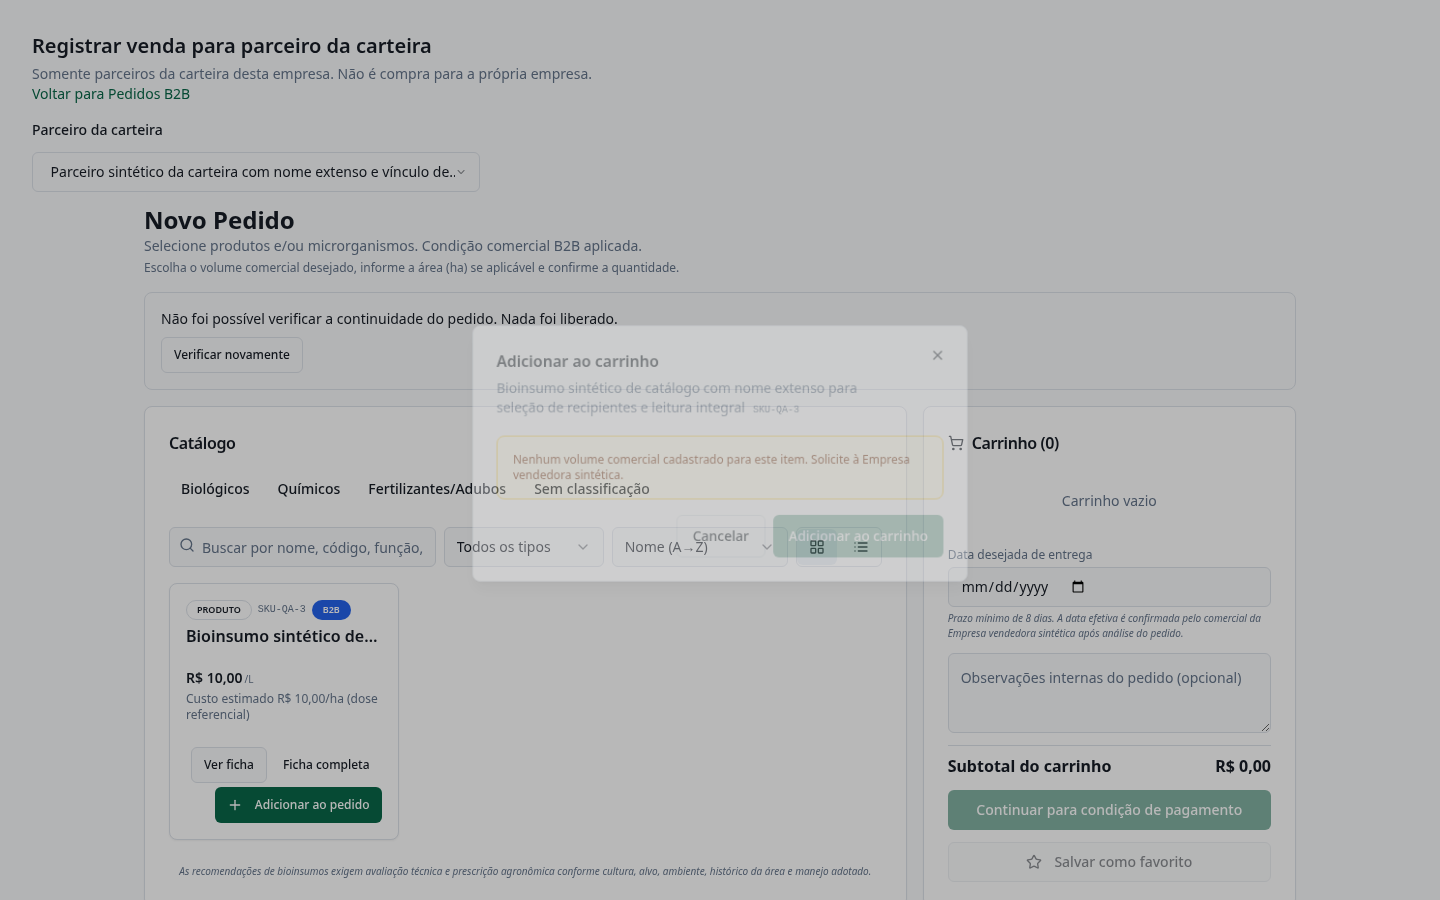 Registrar venda para parceiro da carteira
Somente parceiros da carteira desta empresa. Não é compra para a própria empresa.
Voltar para Pedidos B2B
Parceiro da carteira
Parceiro sintético da carteira com nome extenso e vínculo de..
Novo Pedido
Selecione produtos e/ou microrganismos. Condição comercial B2B aplicada.
Escolha o volume comercial desejado, informe a área (ha) se aplicável e confirme a quantidade.
Não foi possível verificar a continuidade do pedido. Nada foi liberado.
Verificar novamente
Adicionar ao carrinho
Bioinsumo sintético de catálogo com nome extenso para
seleção de recipientes e leitura integral SKU-QA-3
Nenhum volume comercial cadastrado para este item. Solicite à Empresa
vendedora sintética.
Cancelar
Adicionar ao carrinho
Catálogo
Biológicos
Químicos
Fertilizantes/Adubos
Sem classificação
Buscar por nome, código, função,
Todos os tipos
Nome (A→Z)
PRODUTO
SKU-QA-3
B2B
Bioinsumo sintético de...
R$ 10,00 /L
Custo estimado R$ 10,00/ha (dose
referencial)
Ver ficha
Ficha completa
Adicionar ao pedido
As recomendações de bioinsumos exigem avaliação técnica e prescrição agronômica conforme cultura, alvo, ambiente, histórico da área e manejo adotado.
Carrinho (0)
Carrinho vazio
Data desejada de entrega
mm/dd/yyyy
Prazo mínimo de 8 dias. A data efetiva é confirmada pelo comercial da
Empresa vendedora sintética após análise do pedido.
Observações internas do pedido (opcional)
Subtotal do carrinho
R$ 0,00
Continuar para condição de pagamento
Salvar como favorito